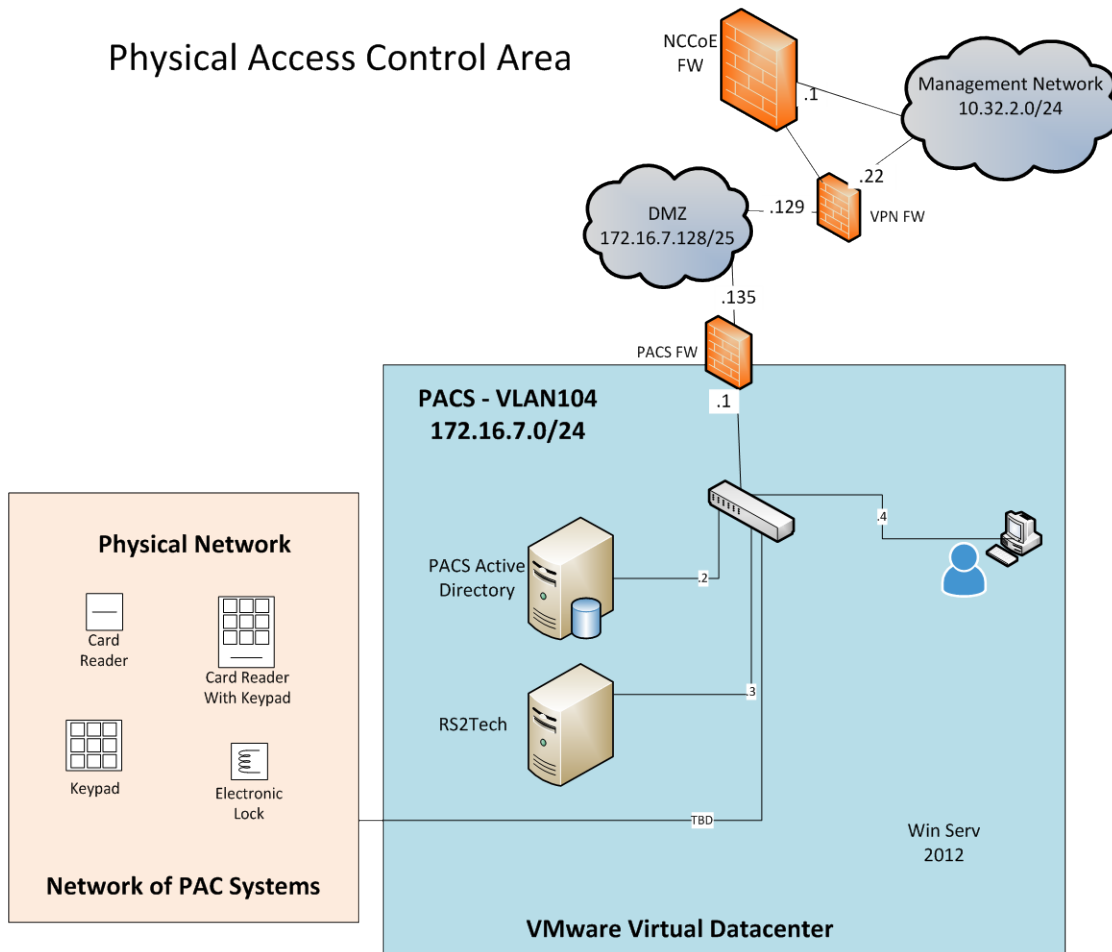 Physical Access Control Area
NCCoE
FW
.1
Management Network
10.32.2.0/24
.22
VPN FW
.129
DMZ
172.16.7.128/25
.135
PACS FW
.1
PACS - VLAN104
172.16.7.0/24
.4
PACS Active
Directory
.2
RS2Tech
.3
TBD
Win Serv
2012
VMware Virtual Datacenter
Physical Network
Card
Reader
Card Reader
With Keypad
Keypad
Electronic
Lock
Network of PAC Systems